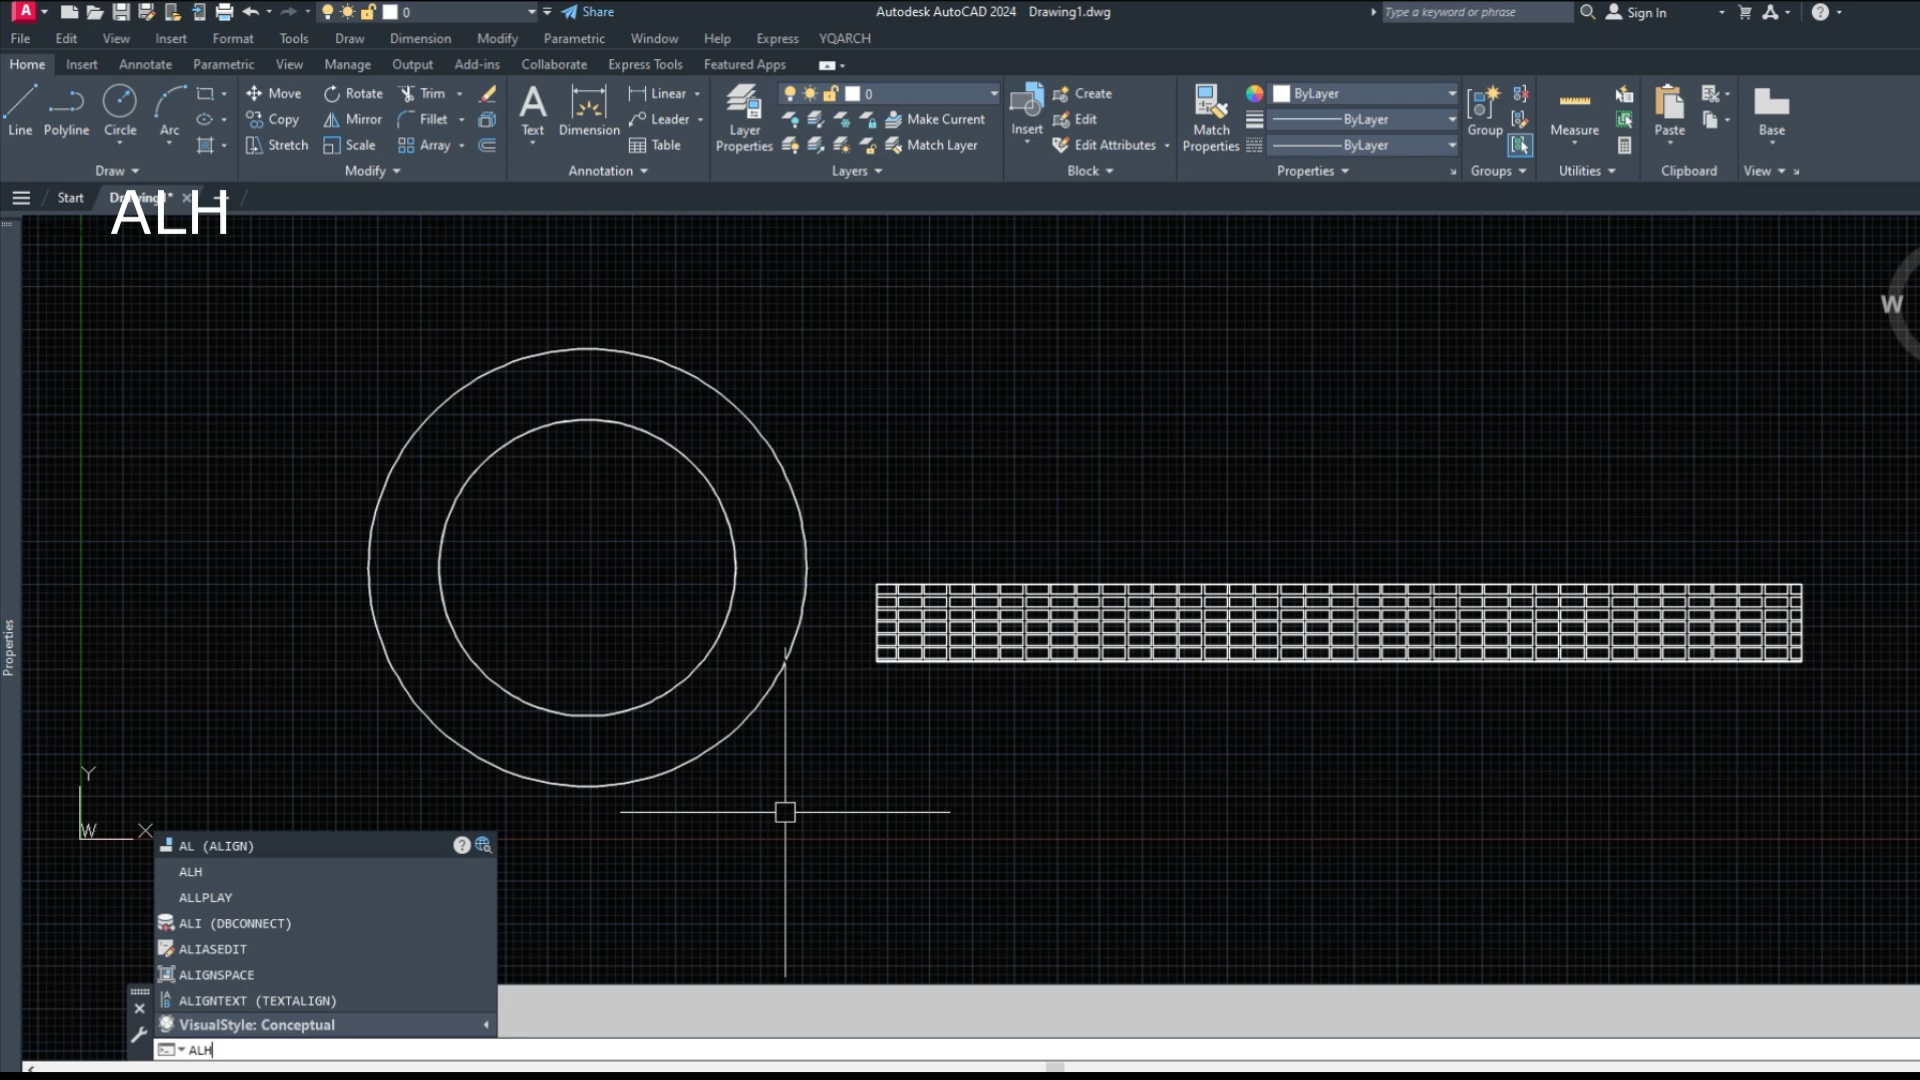 A
0
Share
Autodesk AutoCAD 2024 Drawing1.dwg
Type a keyword or phrase
Sign In
File Edit View Insert Format Tools Draw Dimension Modify Parametric Window Help Express YQARCH
Home Insert Annotate Parametric View Manage Output Add-ins Collaborate Express Tools Featured Apps
Line
Polyline
Circle
Arc
Draw
Move
Rotate
Trim
Copy
Mirror
Fillet
Stretch
Scale
Array
Modify
Text
Dimension
Linear
Leader
Table
Annotation
Layer
Properties
0
Make Current
Match Layer
Layers
Insert
Create
Edit
Edit Attributes
Block
Match
Properties
ByLayer
ByLayer
ByLayer
Properties
Group
Groups
Measure
Utilities
Paste
Clipboard
Base
View
Start
Drawing1*
ALH
Properties
W
Y
W
X
AL (ALIGN)
ALH
ALLPLAY
ALI (DBCONNECT)
ALIASEDIT
ALIGNSPACE
ALIGNTEXT (TEXTALIGN)
VisualStyle: Conceptual
ALH